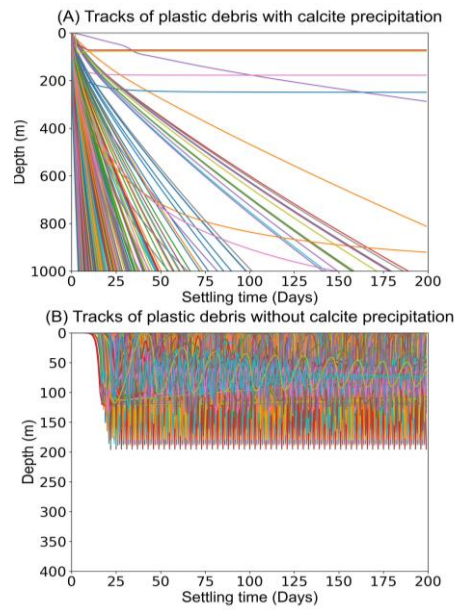 (A) Tracks of plastic debris with calcite precipitation
0
200
400
600
800
1000
Depth (m)
0 25 50 75 100 125 150 175 200
Settling time (Days)
(B) Tracks of plastic debris without calcite precipitation
0
50
100
150
200
250
300
350
400
Depth (m)
0 25 50 75 100 125 150 175 200
Settling time (Days)